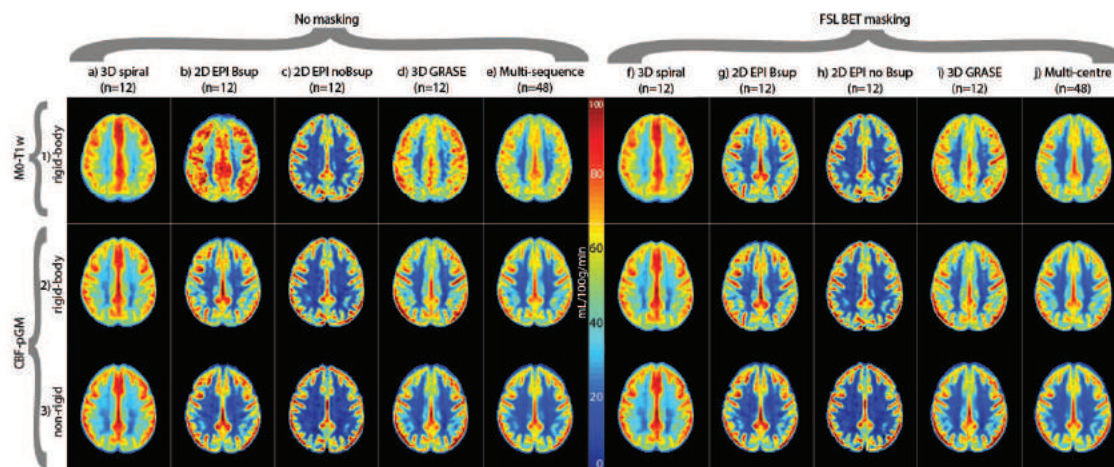 No masking
FSL BET masking
a) 3D spiral
(n=12)
b) 2D EPI Bsup
(n=12)
c) 2D EPI noBsup
(n=12)
d) 3D GRASE
(n=12)
e) Multi-sequence
(n=48)
f) 3D spiral
(n=12)
g) 2D EPI Bsup
(n=12)
h) 2D EPI no Bsup
(n=12)
i) 3D GRASE
(n=12)
j) Multi-centre
(n=48)
M0-T1w
1) rigid-body
CBF-pGM
2) rigid-body
3) non-rigid
100
80
60
40
20
0
mL/100g/min